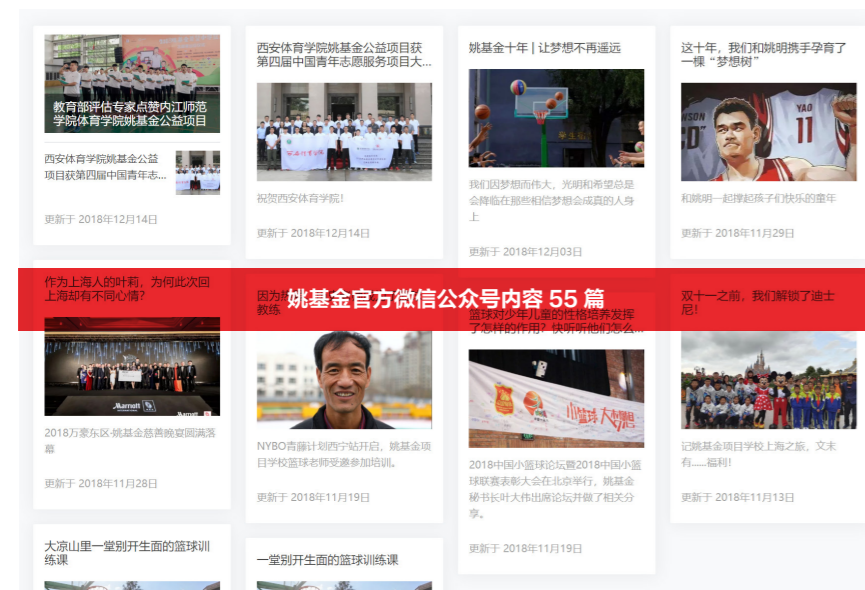 教育部评估专家点赞内江师范
学院体育学院姚基金公益项目
西安体育学院姚基金公益
项目获第四届中国青年志...
更新于 2018年12月14日
西安体育学院姚基金公益项目获
第四届中国青年志愿服务项目大...
祝贺西安体育学院!
更新于 2018年12月14日
姚基金十年 | 让梦想不再遥远
我们因梦想而伟大，光明和希望总是
会降临在那些相信梦想会成真的人身
上
更新于 2018年12月03日
这十年，我们和姚明携手孕育了
一棵“梦想树”
YAO
11
和姚明一起撑起孩子们快乐的童年
更新于 2018年11月29日
姚基金官方微信公众号内容 55 篇
作为上海人的叶莉，为何此次回
上海却有不同心情?
Marriott
2018万豪东区-姚基金慈善晚宴圆满落
幕
更新于 2018年11月28日
因为热
教练
NYBO青藤计划西宁站开启，姚基金项
目学校篮球老师受邀参加培训。
更新于 2018年11月19日
篮球对少年儿童的性格培养发挥
了怎样的作用？快听听他们怎么...
小篮球 大梦想
2018中国小篮球论坛暨2018中国小篮
球联赛表彰大会在北京举行，姚基金
秘书长叶大伟出席论坛并做了相关分
享。
更新于 2018年11月19日
双十一之前，我们解锁了迪士
尼!
记姚基金项目学校上海之旅，文末
有......福利!
更新于 2018年11月13日
大凉山里一堂别开生面的篮球训
练课
一堂别开生面的篮球训练课